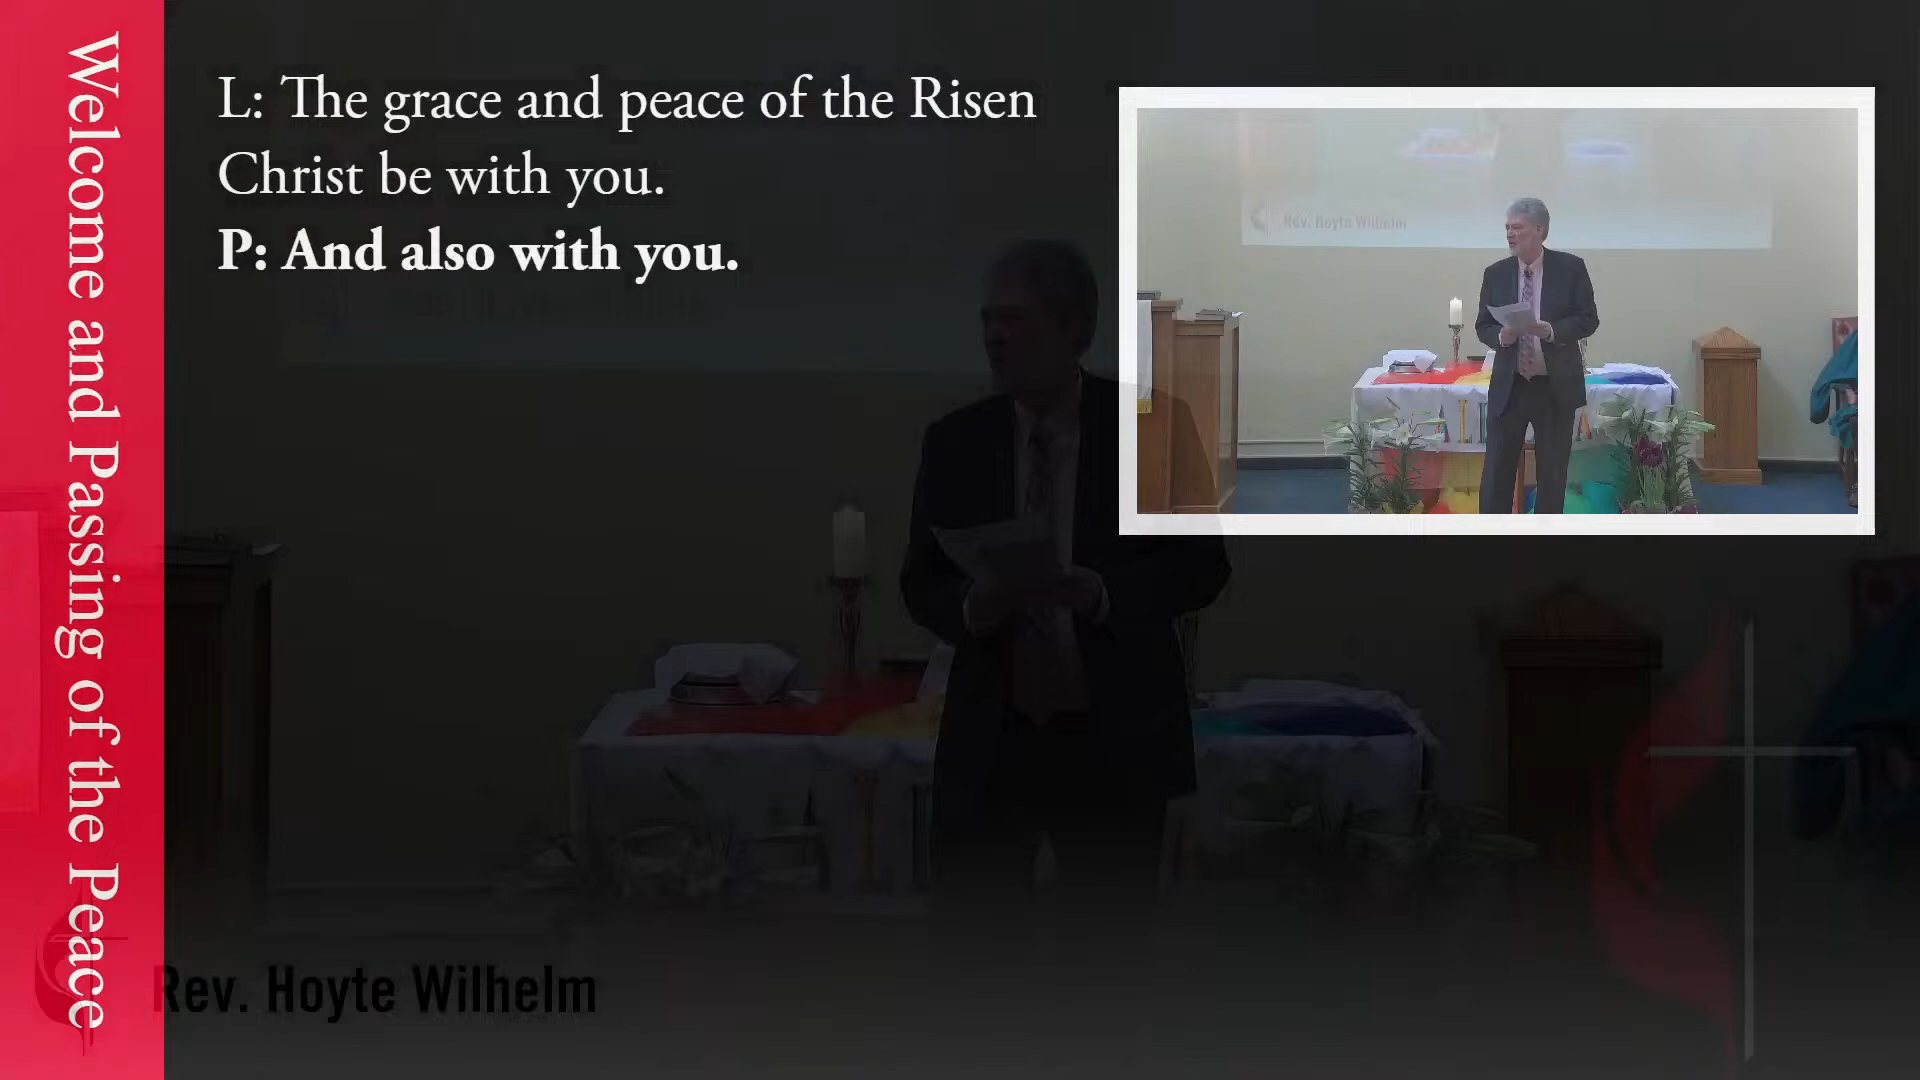 Welcome and Passing of the Peace
L: The grace and peace of the Risen
Christ be with you.
P: And also with you.
Rev. Hoyte Wilhelm
Rev. Hoyte Wilhelm